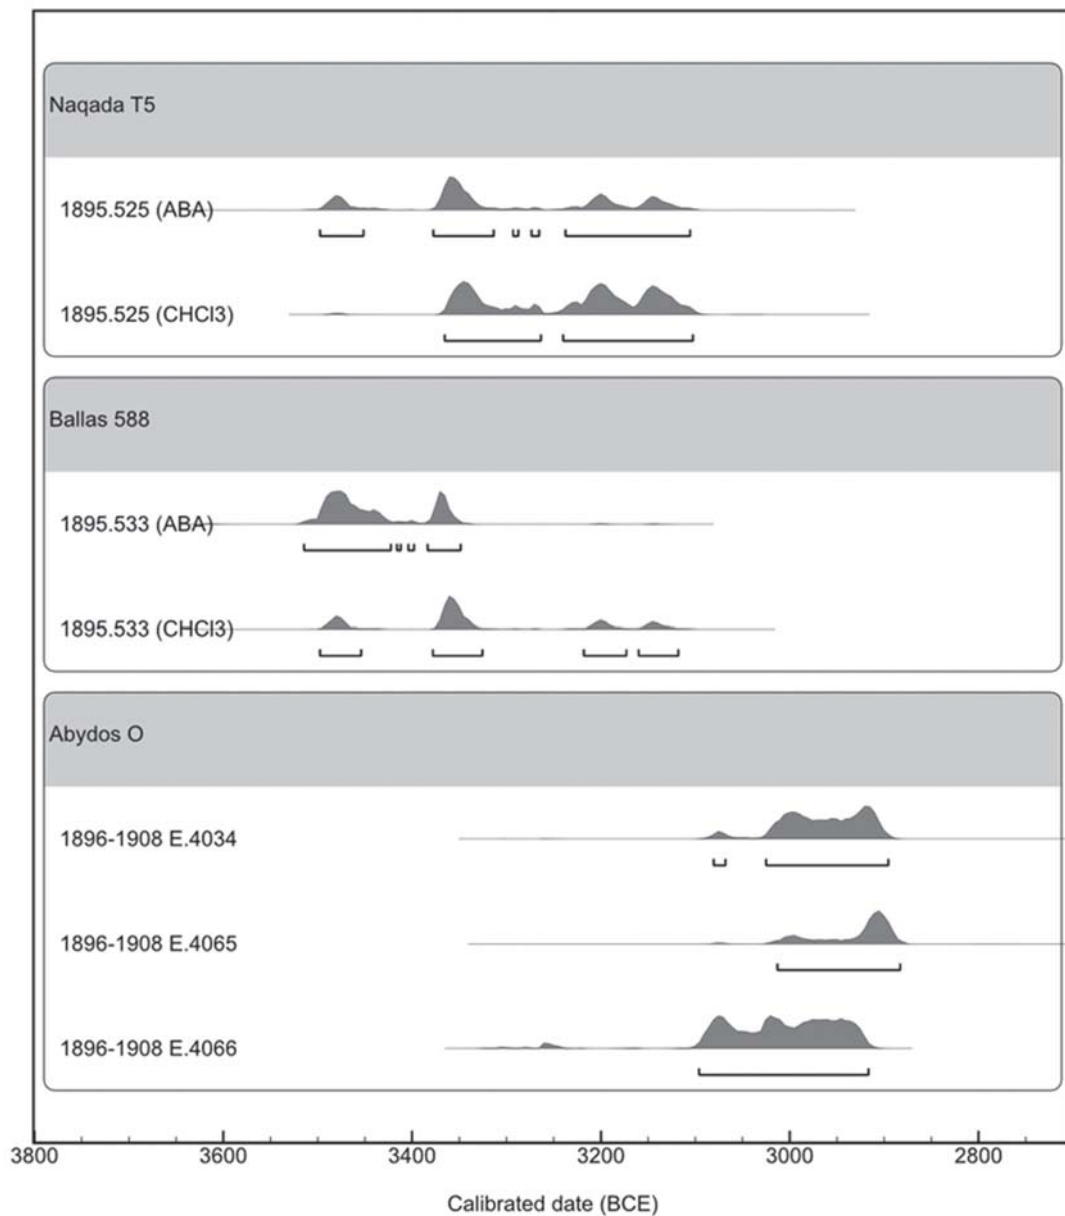 Naqada T5
1895.525 (ABA)
1895.525 (CHCl3)
Ballas 588
1895.533 (ABA)
1895.533 (CHCl3)
Abydos O
1896-1908 E.4034
1896-1908 E.4065
1896-1908 E.4066
3800 3600 3400 3200 3000 2800
Calibrated date (BCE)